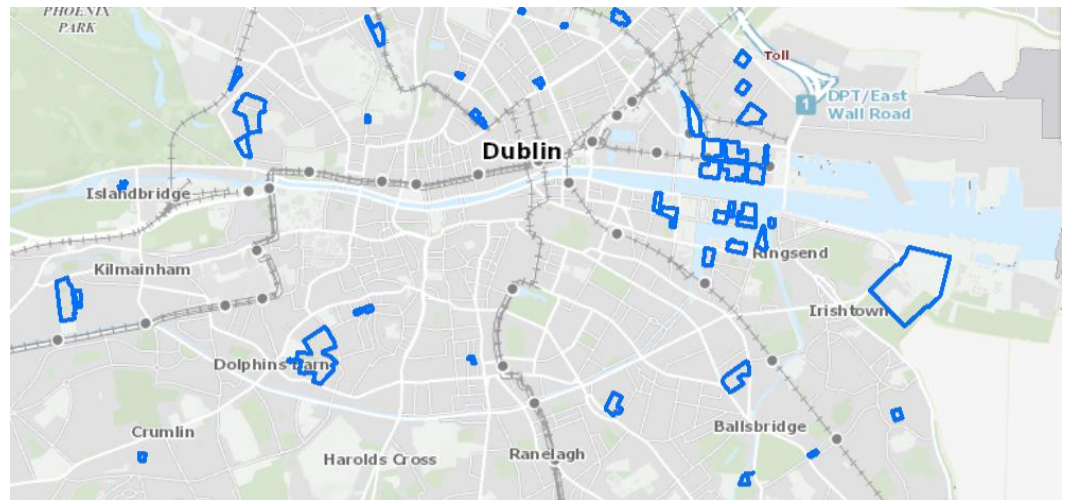 PHOENIX
PARK
Toll
1
DPT/East
Wall Road
Dublin
Islandbridge
Ringsend
Kilmainham
Irishtown
Dolphins Barn
Ballsbridge
Crumlin
Ranelagh
Harolds Cross